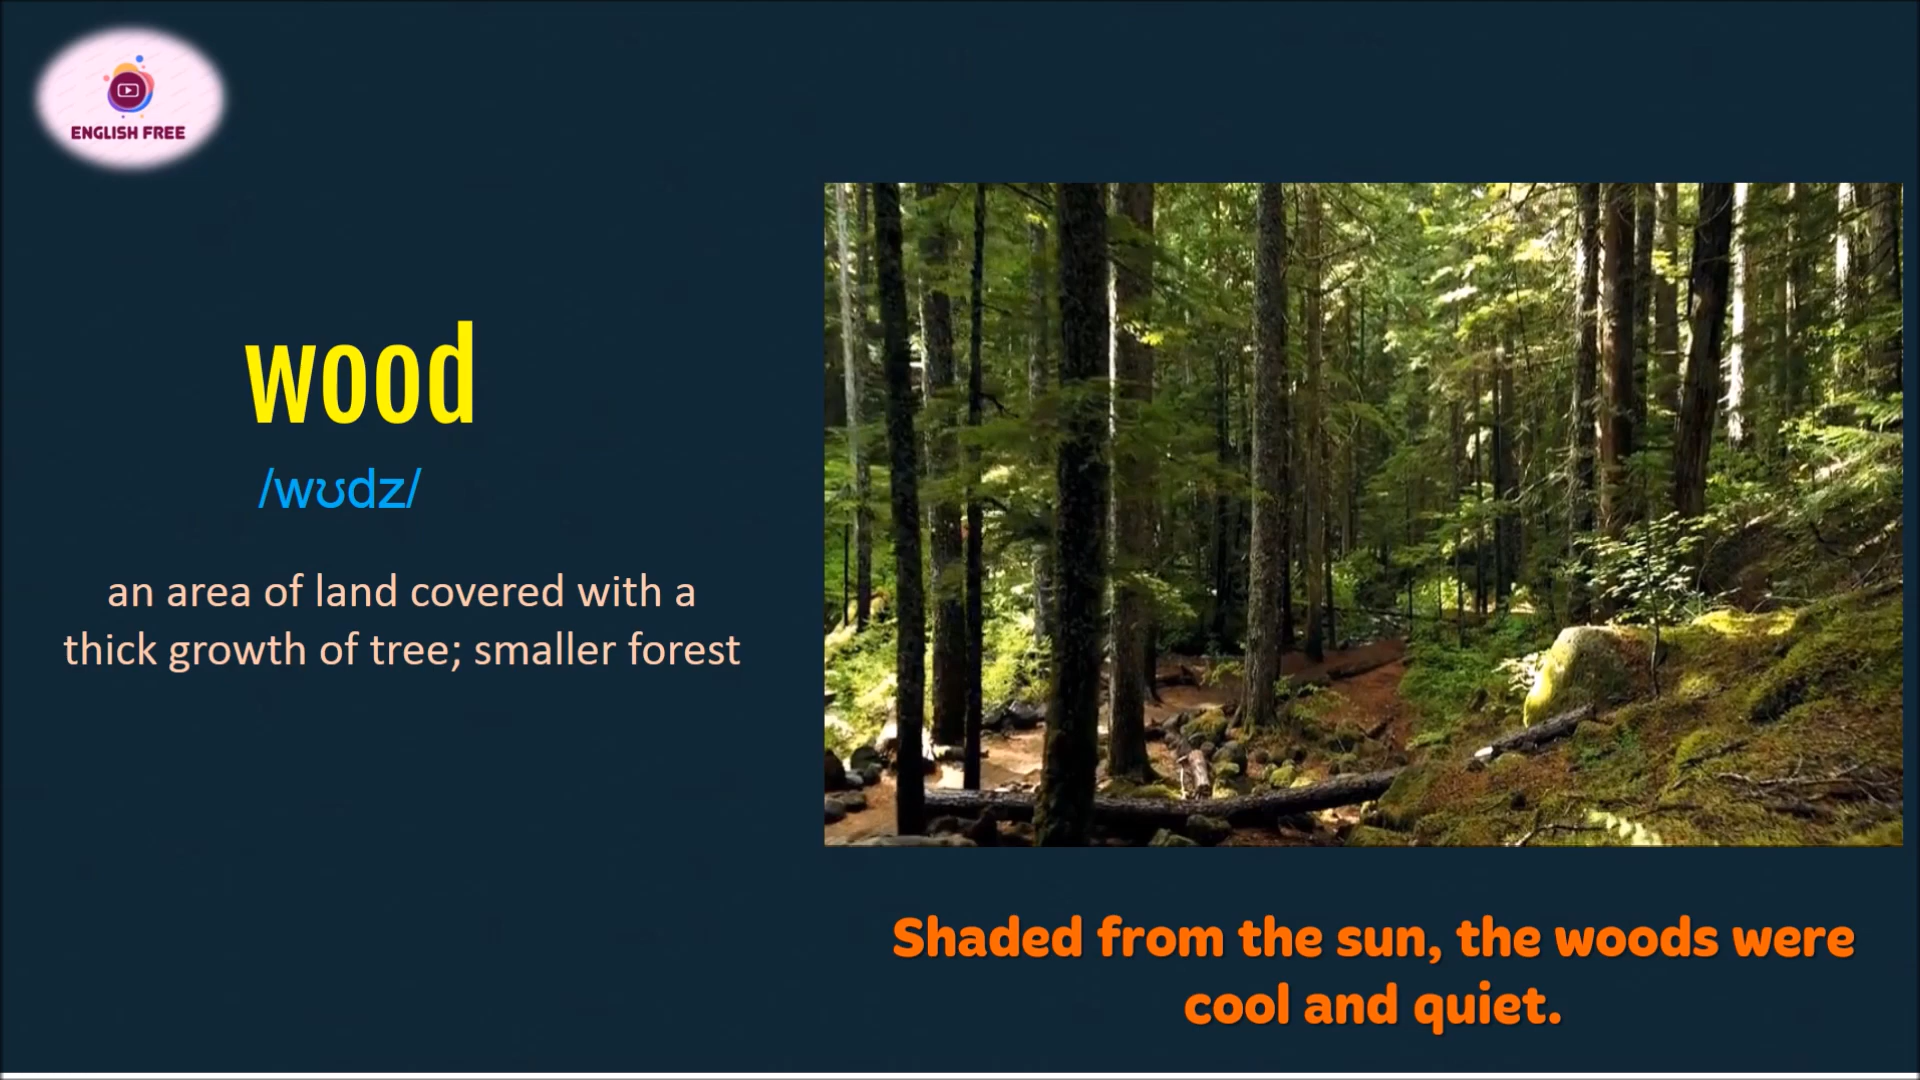 ENGLISH FREE
wood
/wʊdz/
an area of land covered with a
thick growth of tree; smaller forest
Shaded from the sun, the woods were
cool and quiet.